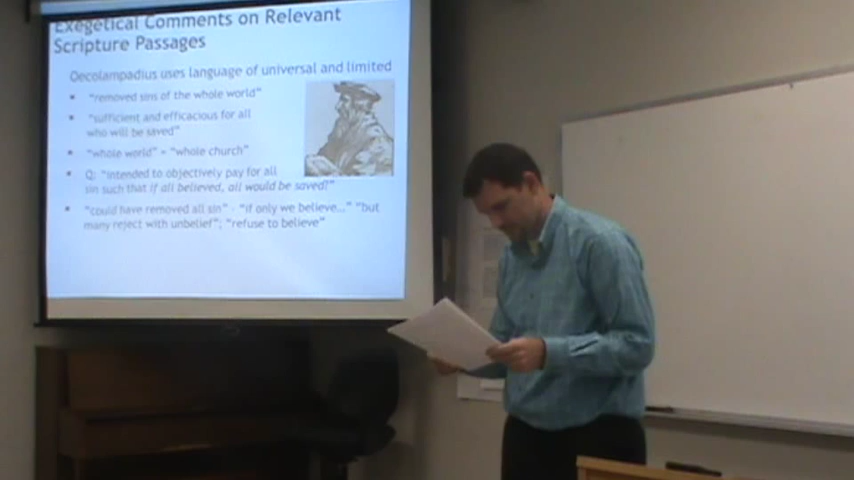 Exegetical Comments on Relevant
Scripture Passages
Oecolampadius uses language of universal and limited
"removed sins of the whole world"
"sufficient and efficacious for all
who will be saved"
"whole world" = "whole church"
Q: "intended to objectively pay for all
sin such that if all believed, all would be saved?"
"could have removed all sin" - "if only we believe…" "but
many reject with unbelief"; "refuse to believe"